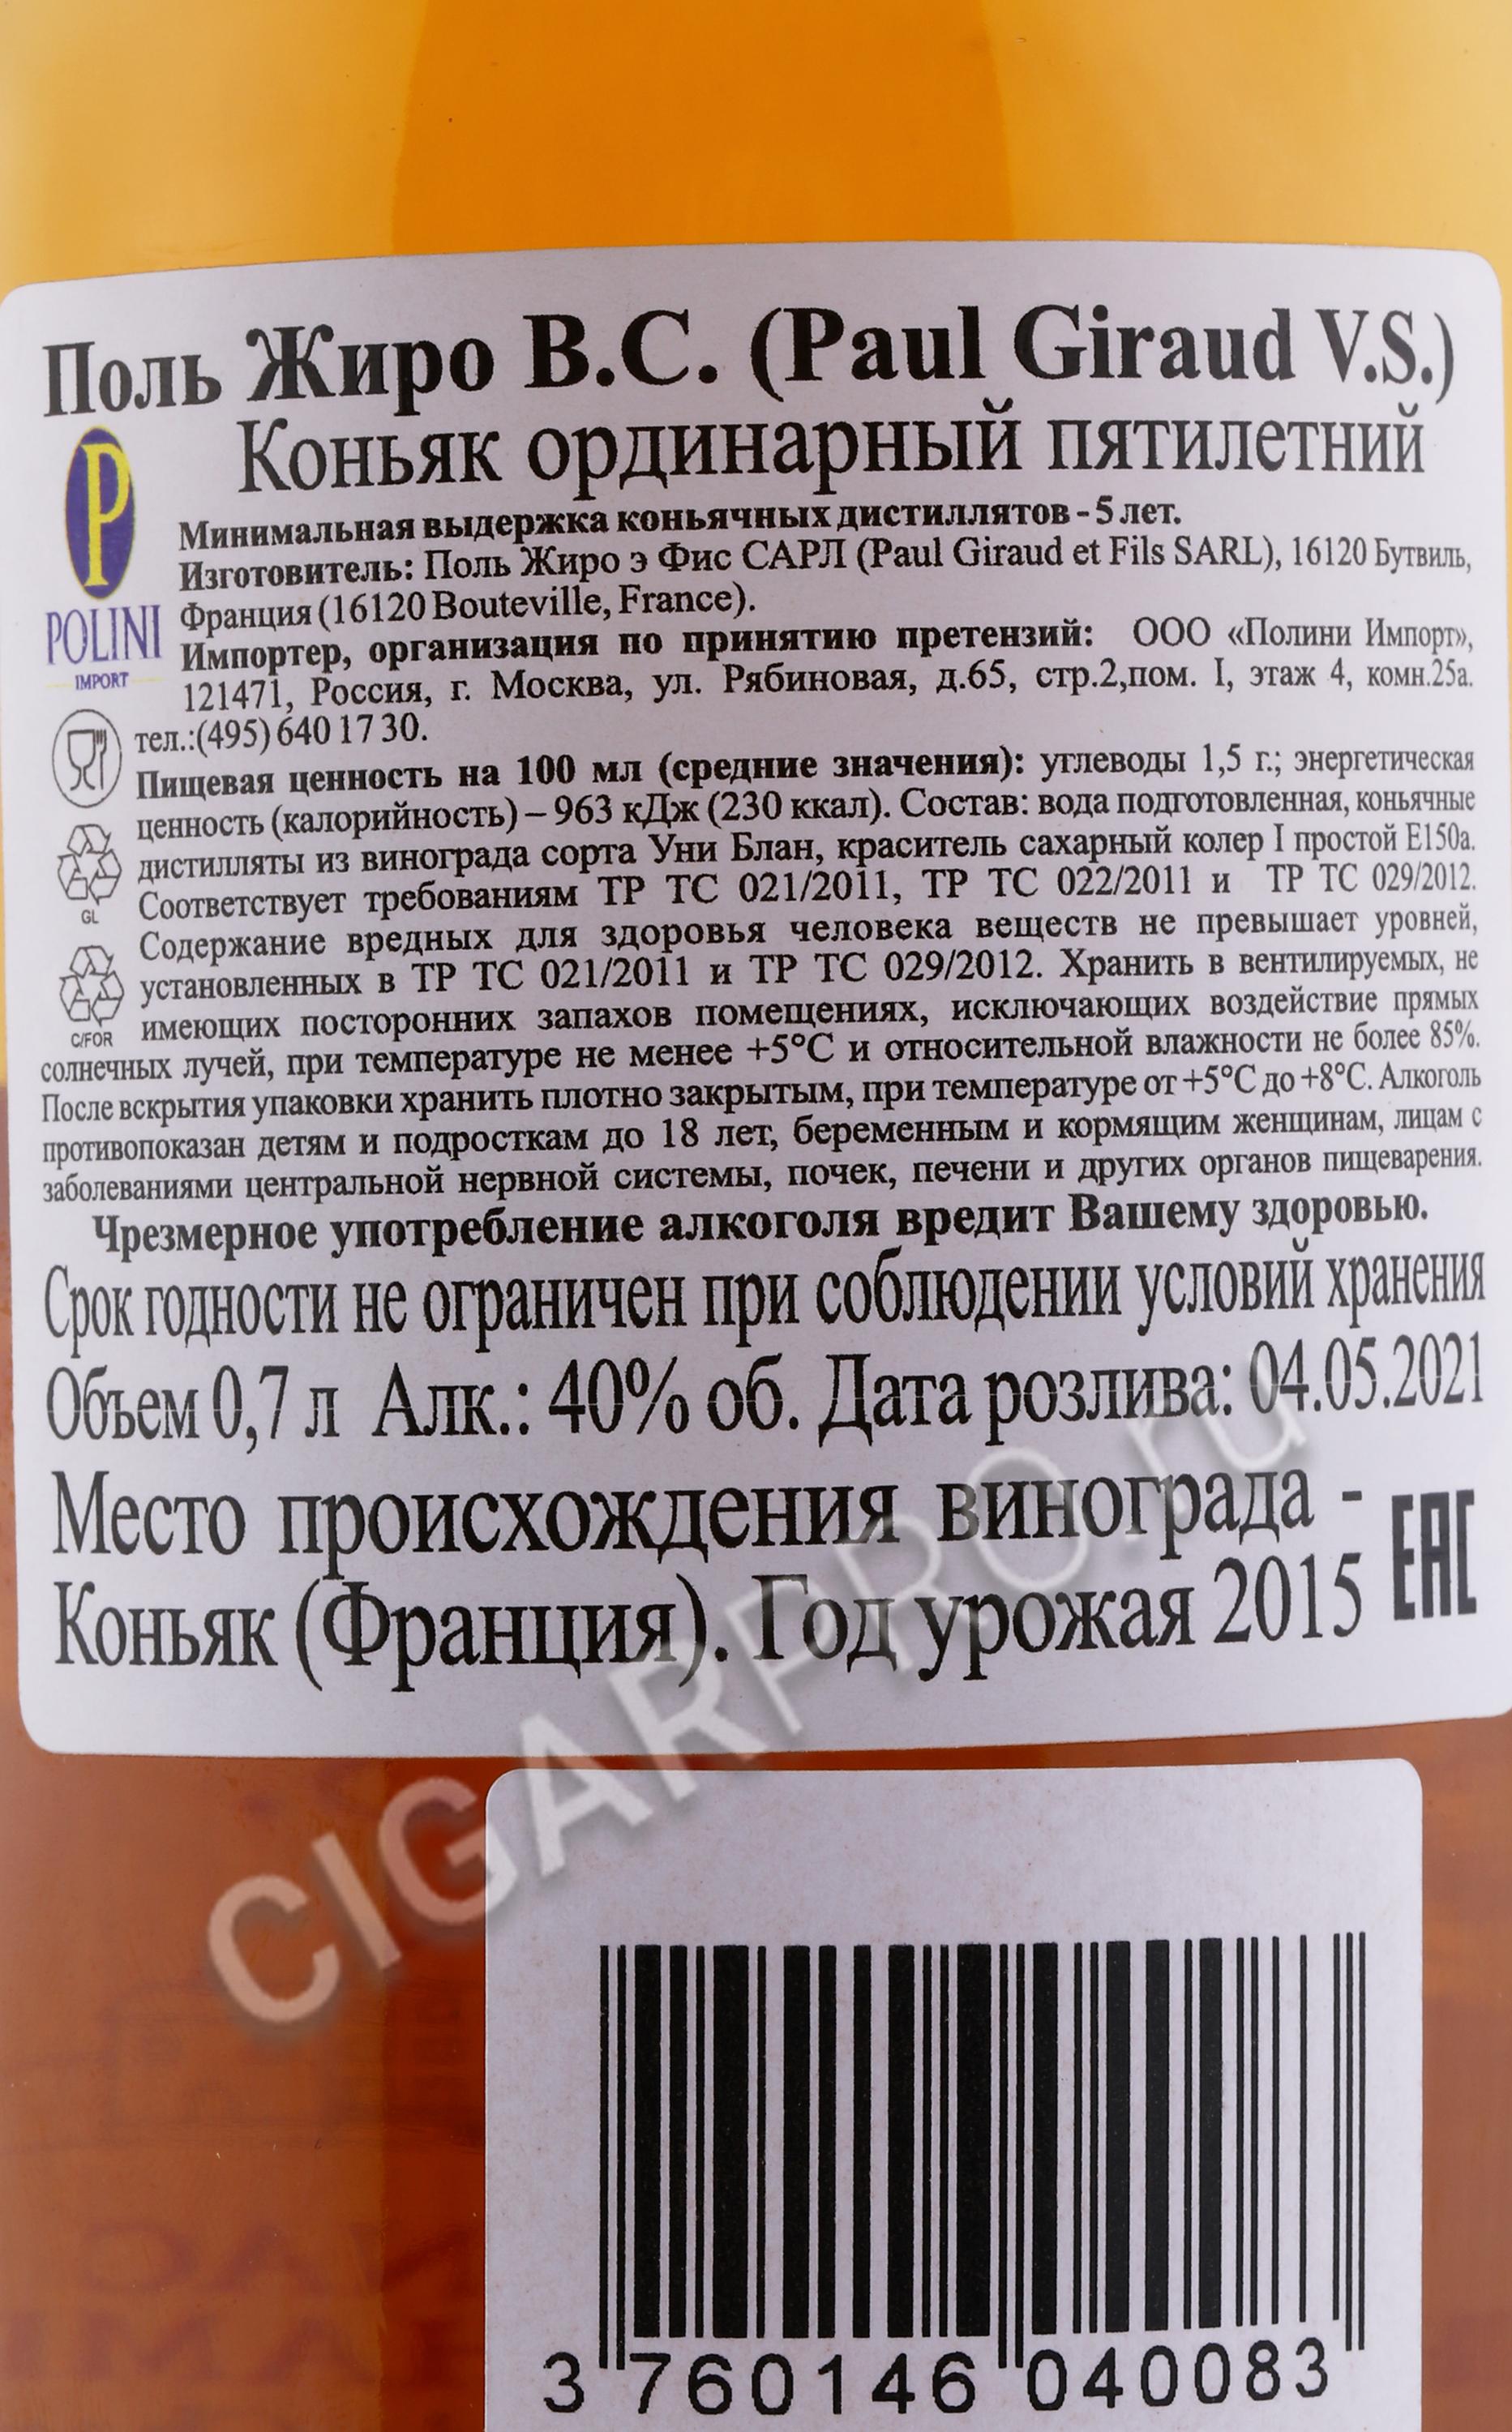 Поль Жиро В.С. (Paul Giraud V.S.)
Коньяк ординарный пятилетний
P
POLINI
IMPORT
Минимальная выдержка коньячных дистиллятов - 5 лет.
Изготовитель: Поль Жиро э Фис САРЛ (Paul Giraud et Fils SARL), 16120 Бутвиль,
Франция (16120 Bouteville, France).
Импортер, организация по принятию претензий: ООО «Полини Импорт»,
121471, Россия, г. Москва, ул. Рябиновая, д.65, стр.2,пом. I, этаж 4, комн.25а.
тел.:(495) 640 17 30.
Пищевая ценность на 100 мл (средние значения): углеводы 1,5 г.; энергетическая
ценность (калорийность) – 963 кДж (230 ккал). Состав: вода подготовленная, коньячные
дистилляты из винограда сорта Уни Блан, краситель сахарный колер I простой Е150а.
Соответствует требованиям ТР ТС 021/2011, ТР ТС 022/2011 и ТР ТС 029/2012.
GL
Содержание вредных для здоровья человека веществ не превышает уровней,
установленных в ТР ТС 021/2011 и ТР ТС 029/2012. Хранить в вентилируемых, не
имеющих посторонних запахов помещениях, исключающих воздействие прямых
C/FOR
солнечных лучей, при температуре не менее +5°С и относительной влажности не более 85%.
После вскрытия упаковки хранить плотно закрытым, при температуре от +5°С до +8°С. Алкоголь
противопоказан детям и подросткам до 18 лет, беременным и кормящим женщинам, лицам с
заболеваниями центральной нервной системы, почек, печени и других органов пищеварения.
Чрезмерное употребление алкоголя вредит Вашему здоровью.
Срок годности не ограничен при соблюдении условий хранения
Объем 0,7 л Алк.: 40% об. Дата розлива: 04.05.2021
Место происхождения винограда -
Коньяк (Франция). Год урожая 2015
EAC
CIGARPRO.ru
3 760146 040083